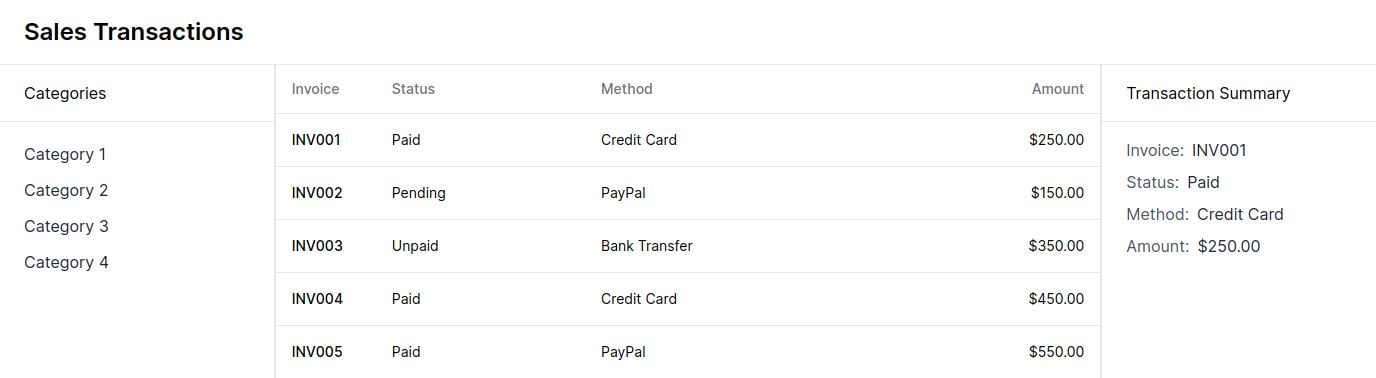 Sales Transactions
Categories
Category 1
Category 2
Category 3
Category 4
Invoice Status Method Amount
INV001 Paid Credit Card $250.00
INV002 Pending PayPal $150.00
INV003 Unpaid Bank Transfer $350.00
INV004 Paid Credit Card $450.00
INV005 Paid PayPal $550.00
Transaction Summary
Invoice: INV001
Status: Paid
Method: Credit Card
Amount: $250.00